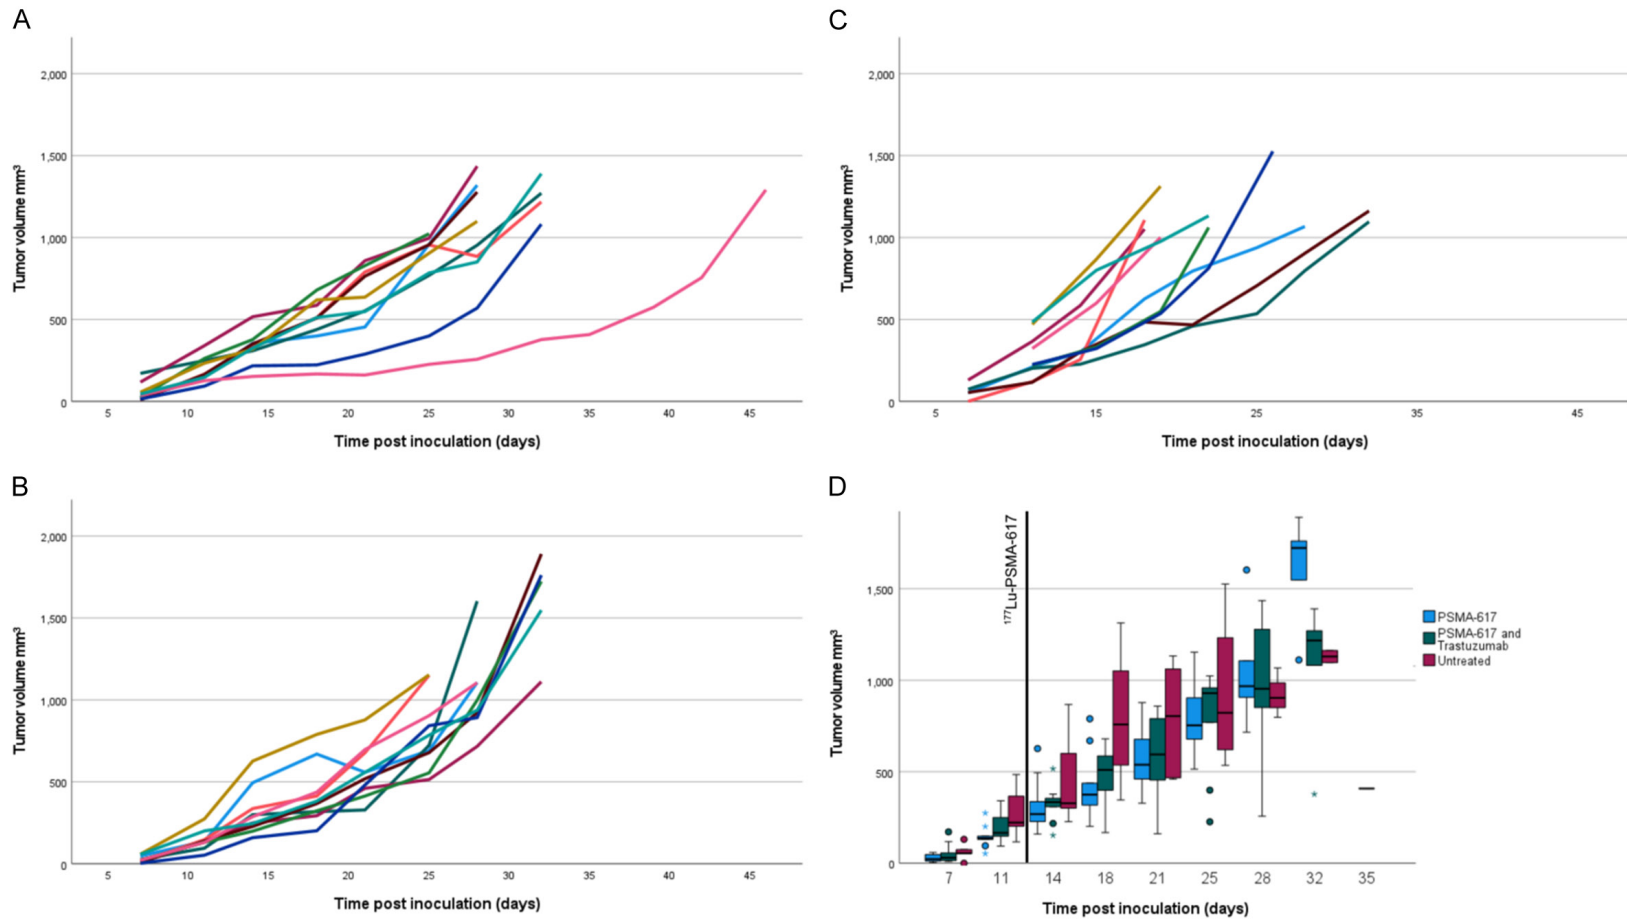 A
2,000
1,500
1,000
500
0
5 10 15 20 25 30 35 40 45
Tumor volume mm³
Time post inoculation (days)
C
2,000
1,500
1,000
500
0
5 15 25 35 45
Tumor volume mm³
Time post inoculation (days)
B
2,000
1,500
1,000
500
0
5 10 15 20 25 30 35 40 45
Tumor volume mm³
Time post inoculation (days)
D
¹⁷⁷Lu-PSMA-617
1,500
1,000
500
0
7 11 14 18 21 25 28 32 35
Tumor volume mm³
Time post inoculation (days)
PSMA-617
PSMA-617 and
Trastuzumab
Untreated